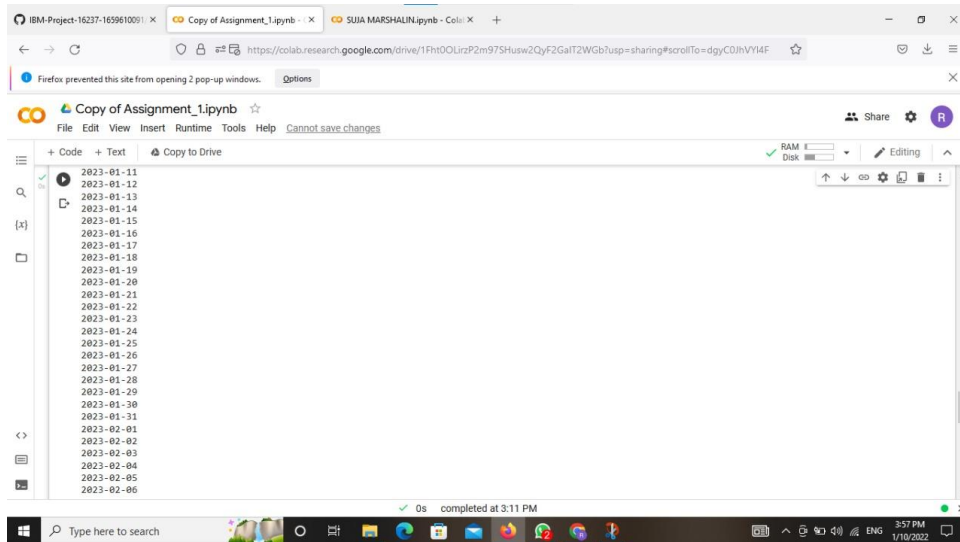 IBM-Project-16237-1659610091 × Copy of Assignment_1.ipynb - × SUJA MARSHALIN.ipynb - Colab × +
https://colab.research.google.com/drive/1Fht0OLirzP2m97SHusw2QyF2GaIT2WGb?usp=sharing#scrollTo=dgyC0JhVYI4F
Firefox prevented this site from opening 2 pop-up windows. Options
CO Copy of Assignment_1.ipynb
File Edit View Insert Runtime Tools Help Cannot save changes
Share R
+ Code + Text Copy to Drive RAM Disk Editing
0s
{x}
2023-01-11
2023-01-12
2023-01-13
2023-01-14
2023-01-15
2023-01-16
2023-01-17
2023-01-18
2023-01-19
2023-01-20
2023-01-21
2023-01-22
2023-01-23
2023-01-24
2023-01-25
2023-01-26
2023-01-27
2023-01-28
2023-01-29
2023-01-30
2023-01-31
2023-02-01
2023-02-02
2023-02-03
2023-02-04
2023-02-05
2023-02-06
0s completed at 3:11 PM
Type here to search ENG 3:57 PM
1/10/2022